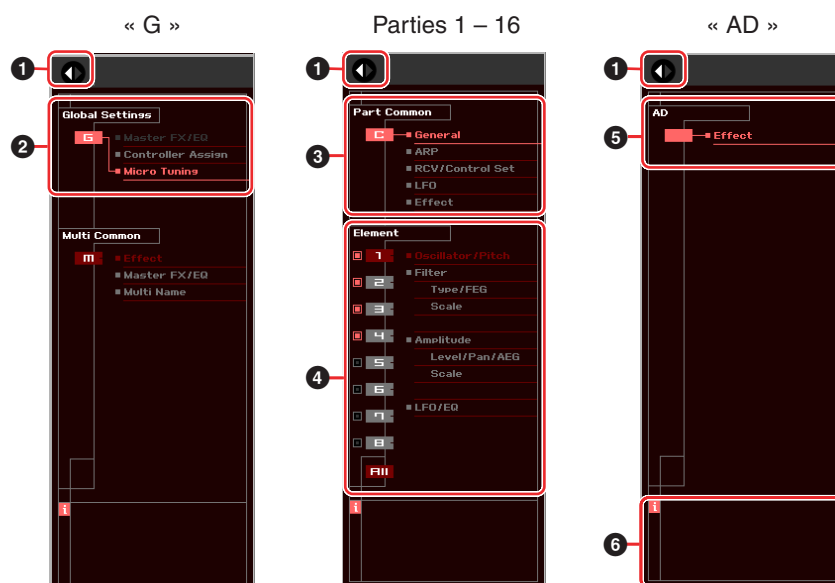 « G »
1
Global Settings
2
G
Master FX/EQ
Controller Assign
Micro Tuning
Multi Common
M
Effect
Master FX/EQ
Multi Name
i
Parties 1 – 16
1
Part Common
3
C
General
ARP
RCV/Control Set
LFO
Effect
Element
4
1
Oscillator/Pitch
2
Filter
Type/FEG
3
Scale
4
Amplitude
5
Level/Pan/AEG
Scale
6
7
LFO/EQ
8
All
i
« AD »
1
AD
5
Effect
6
i